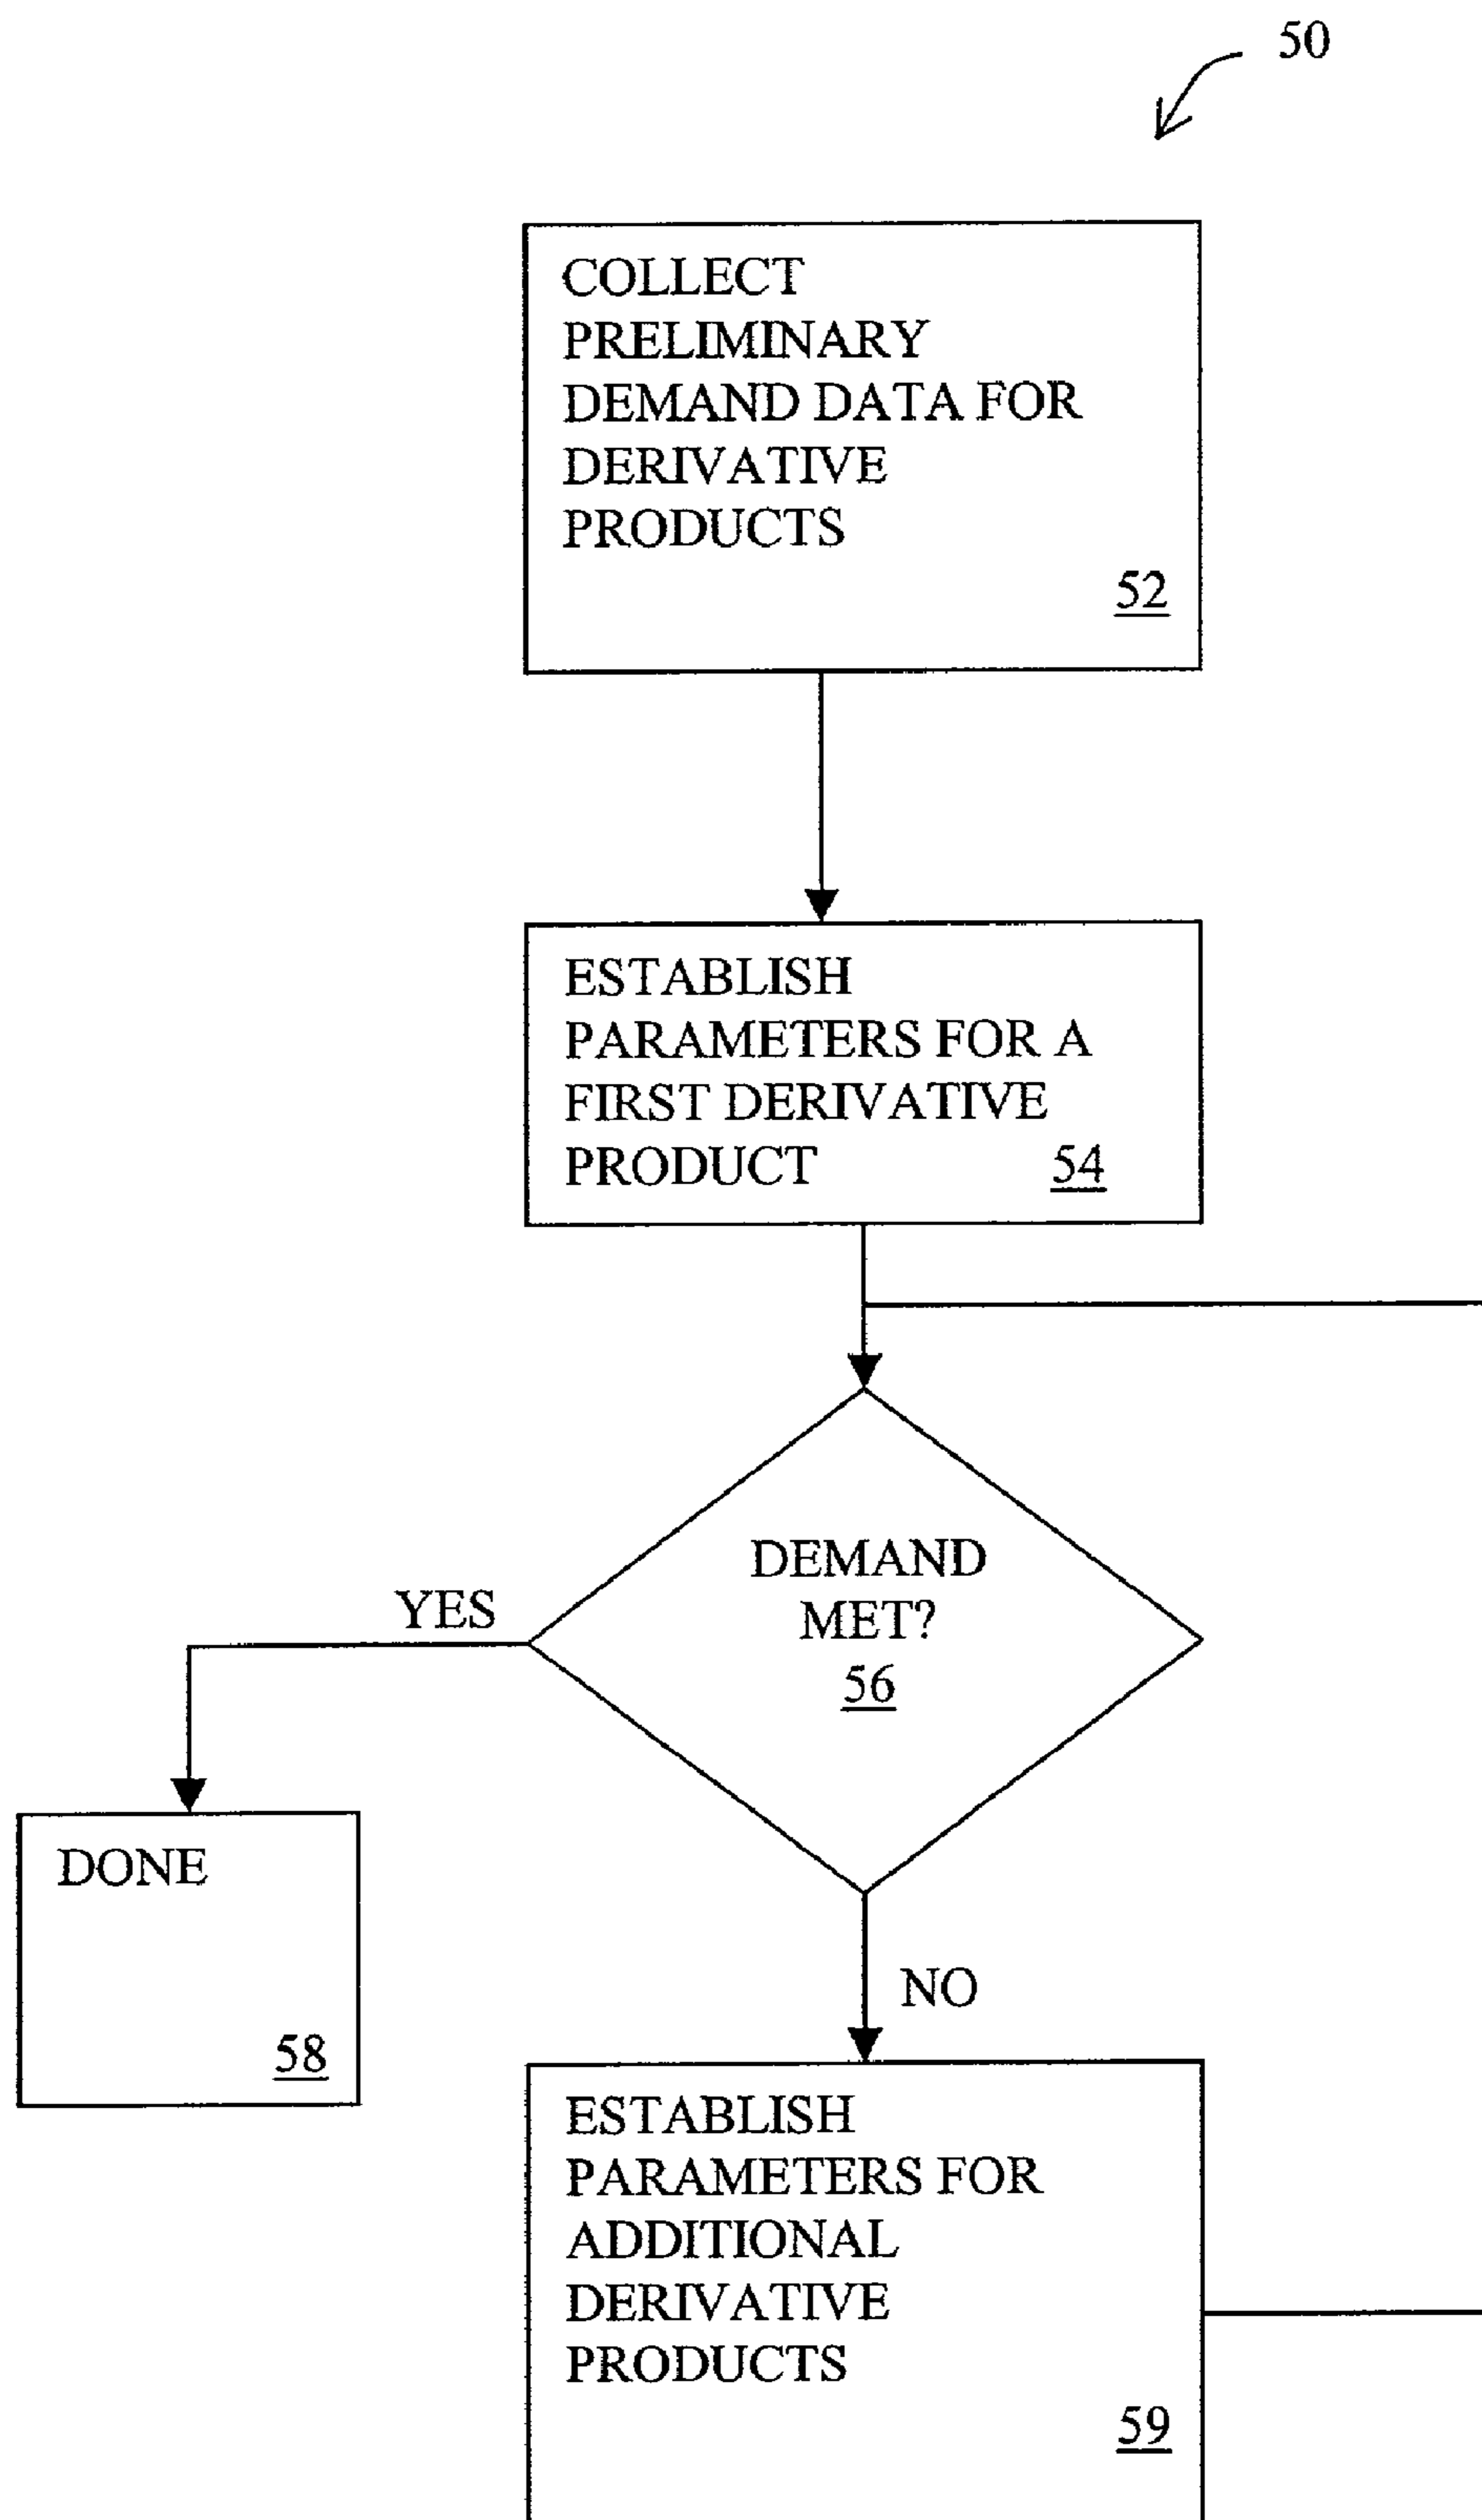 50
COLLECT
PRELIMINARY
DEMAND DATA FOR
DERIVATIVE
PRODUCTS
52
ESTABLISH
PARAMETERS FOR A
FIRST DERIVATIVE
PRODUCT 54
DEMAND
MET?
56
YES
DONE
58
NO
ESTABLISH
PARAMETERS FOR
ADDITIONAL
DERIVATIVE
PRODUCTS
59